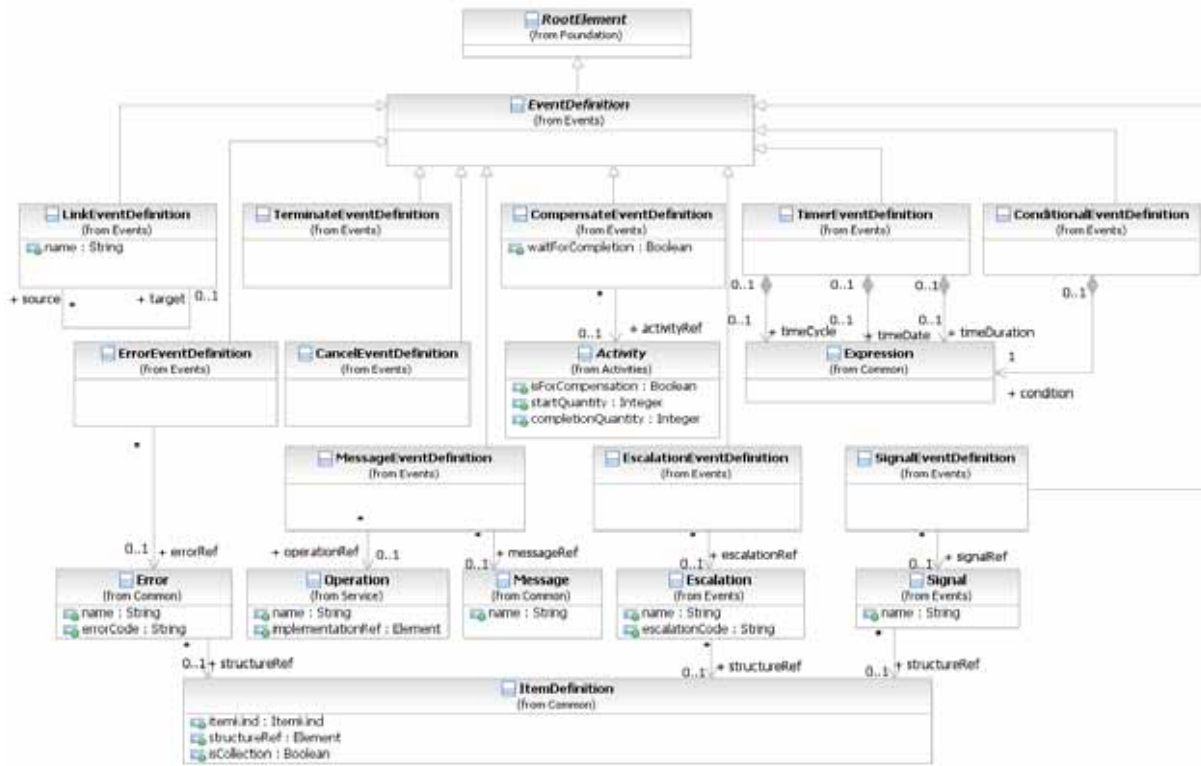 RootElement
(from Foundation)
EventDefinition
(from Events)
LinkEventDefinition
(from Events)
name : String
TerminateEventDefinition
(from Events)
CompensateEventDefinition
(from Events)
waitForCompletion : Boolean
TimerEventDefinition
(from Events)
ConditionalEventDefinition
(from Events)
+ source
*
+ target
0..1
*
0..1
+ activityRef
0..1
0..1
+ timeCycle
0..1
0..1
+ timeDate
0..1
0..1
+ timeDuration
0..1
1
+ condition
ErrorEventDefinition
(from Events)
CancelEventDefinition
(from Events)
Activity
(from Activities)
isForCompensation : Boolean
startQuantity : Integer
completionQuantity : Integer
Expression
(from Common)
MessageEventDefinition
(from Events)
EscalationEventDefinition
(from Events)
SignalEventDefinition
(from Events)
*
0..1
+ errorRef
*
+ operationRef
0..1
*
0..1
+ messageRef
*
0..1
+ escalationRef
*
0..1
+ signalRef
Error
(from Common)
name : String
errorCode : String
Operation
(from Service)
name : String
implementationRef : Element
Message
(from Common)
name : String
Escalation
(from Events)
name : String
escalationCode : String
Signal
(from Events)
name : String
*
0..1
+ structureRef
*
0..1
+ structureRef
*
0..1
+ structureRef
ItemDefinition
(from Common)
itemKind : ItemKind
structureRef : Element
isCollection : Boolean